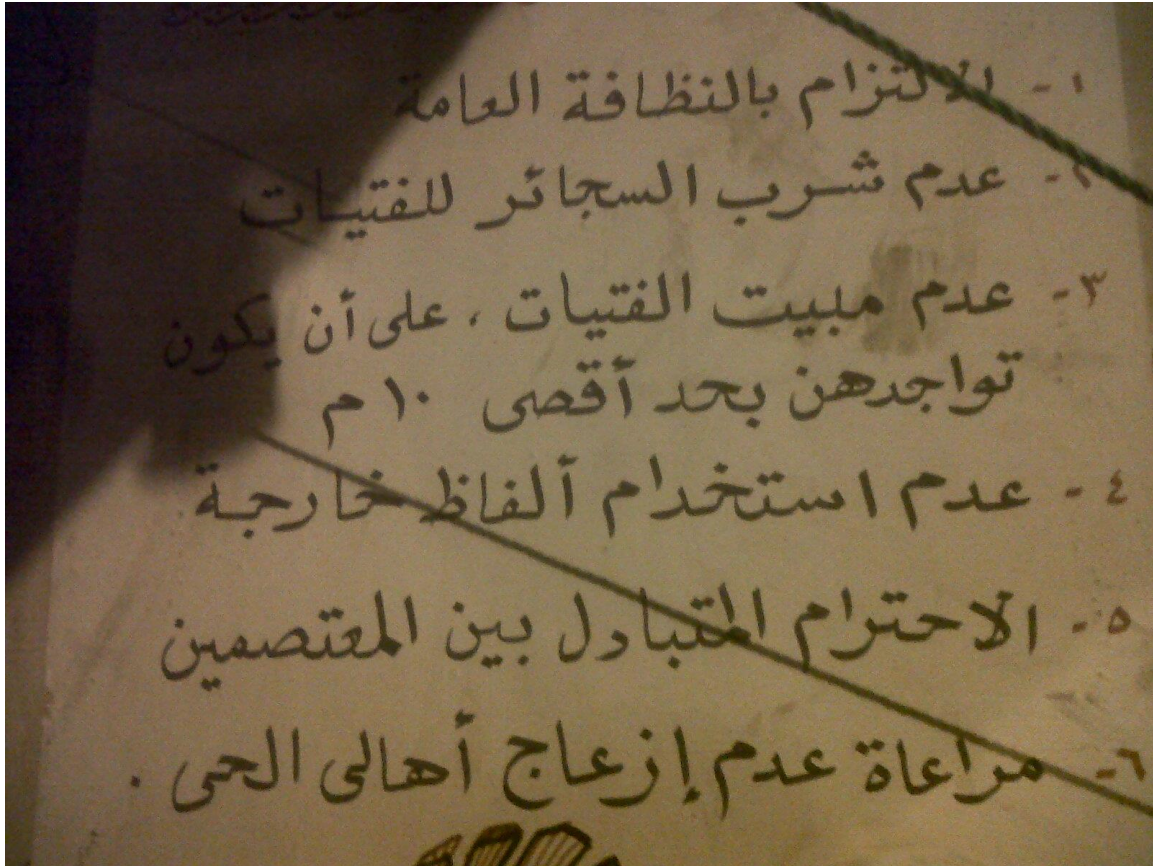 ١- الالتزام بالنظافة العامة
٢- عدم شرب السجائر للفتيات
٣- عدم مبيت الفتيات ، على أن يكون
تواجدهن بحد أقصى ١٠ م
٤- عدم استخدام ألفاظ خارجة
٥- الاحترام المتبادل بين المعتصمين
٦- مراعاة عدم إزعاج أهالى الحى .